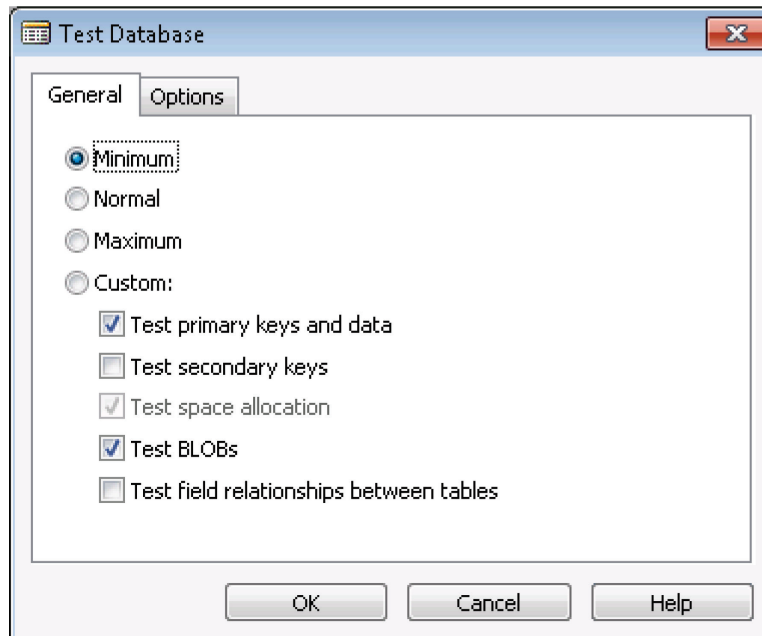 Test Database
General Options
Minimum
Normal
Maximum
Custom:
Test primary keys and data
Test secondary keys
Test space allocation
Test BLOBs
Test field relationships between tables
OK Cancel Help